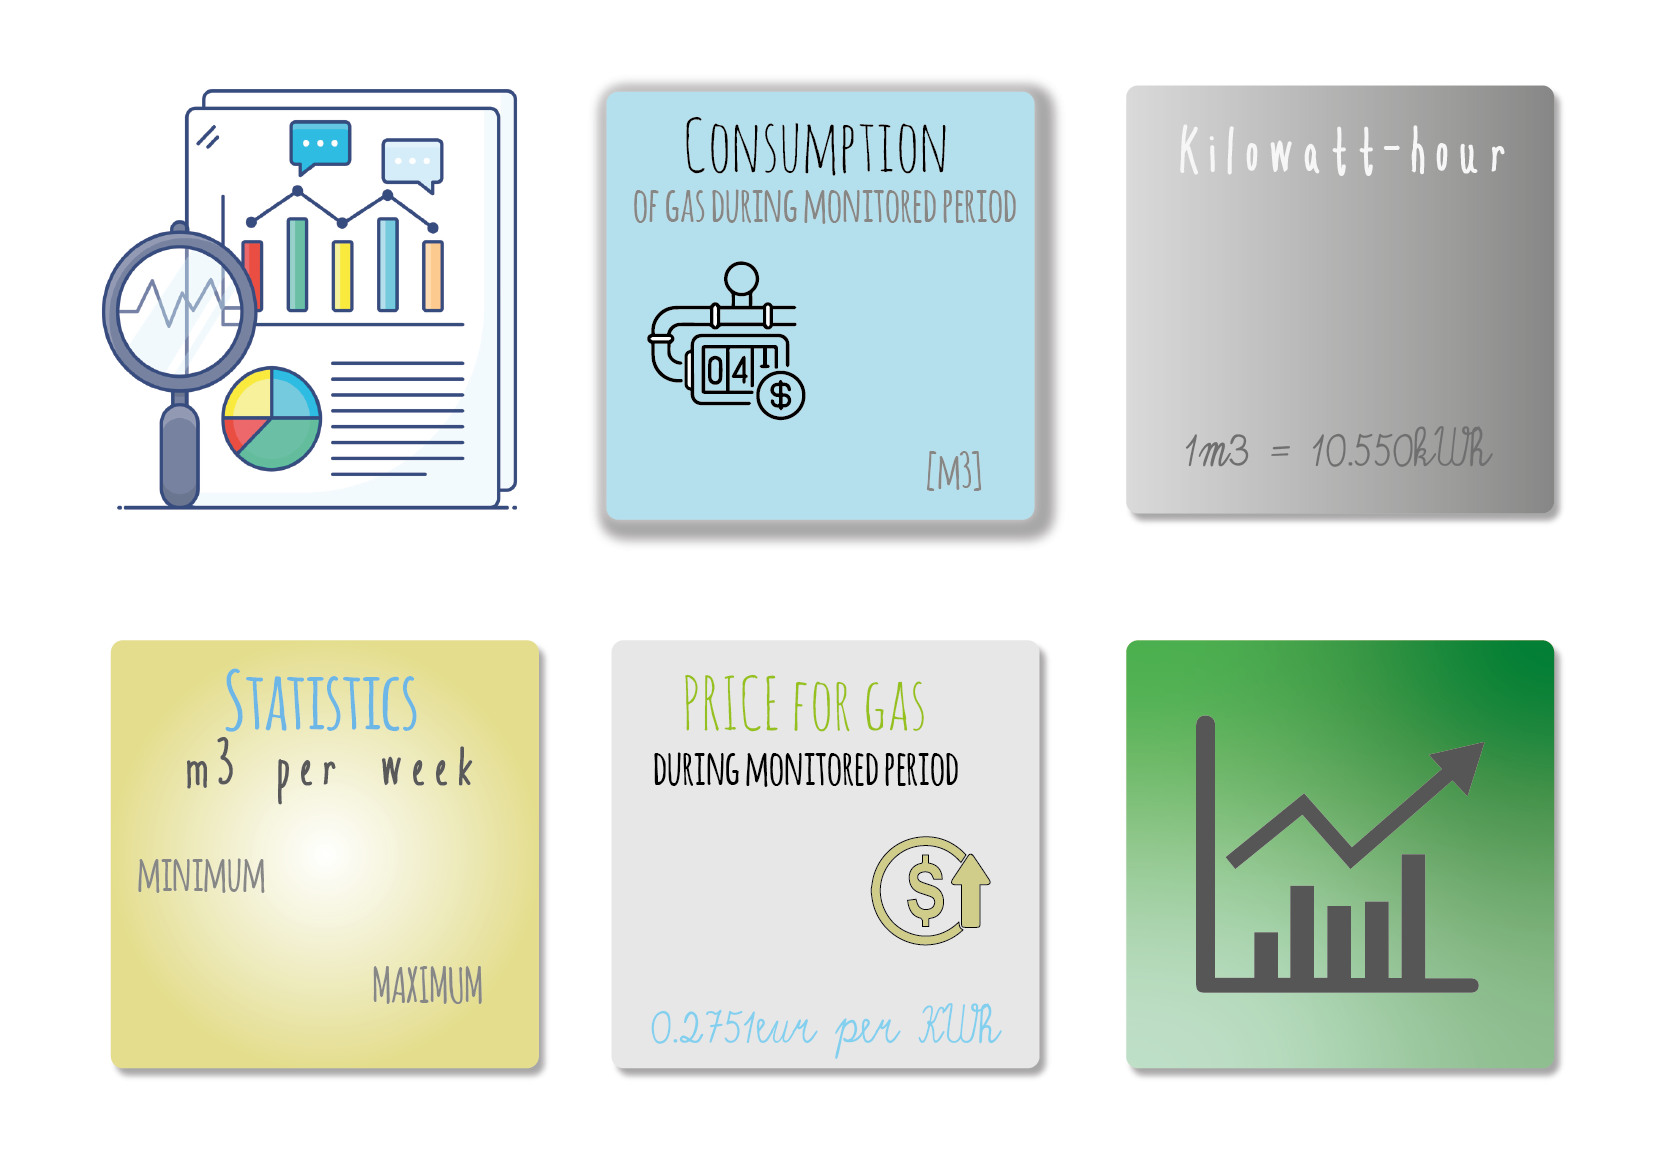 CONSUMPTION
OF GAS DURING MONITORED PERIOD
04
$
[m3]
Kilowatt-hour
1m3 = 10.550kWh
STATISTICS
m3 per week
MINIMUM
MAXIMUM
PRICE FOR GAS
DURING MONITORED PERIOD
$
0.2751eur per KWh